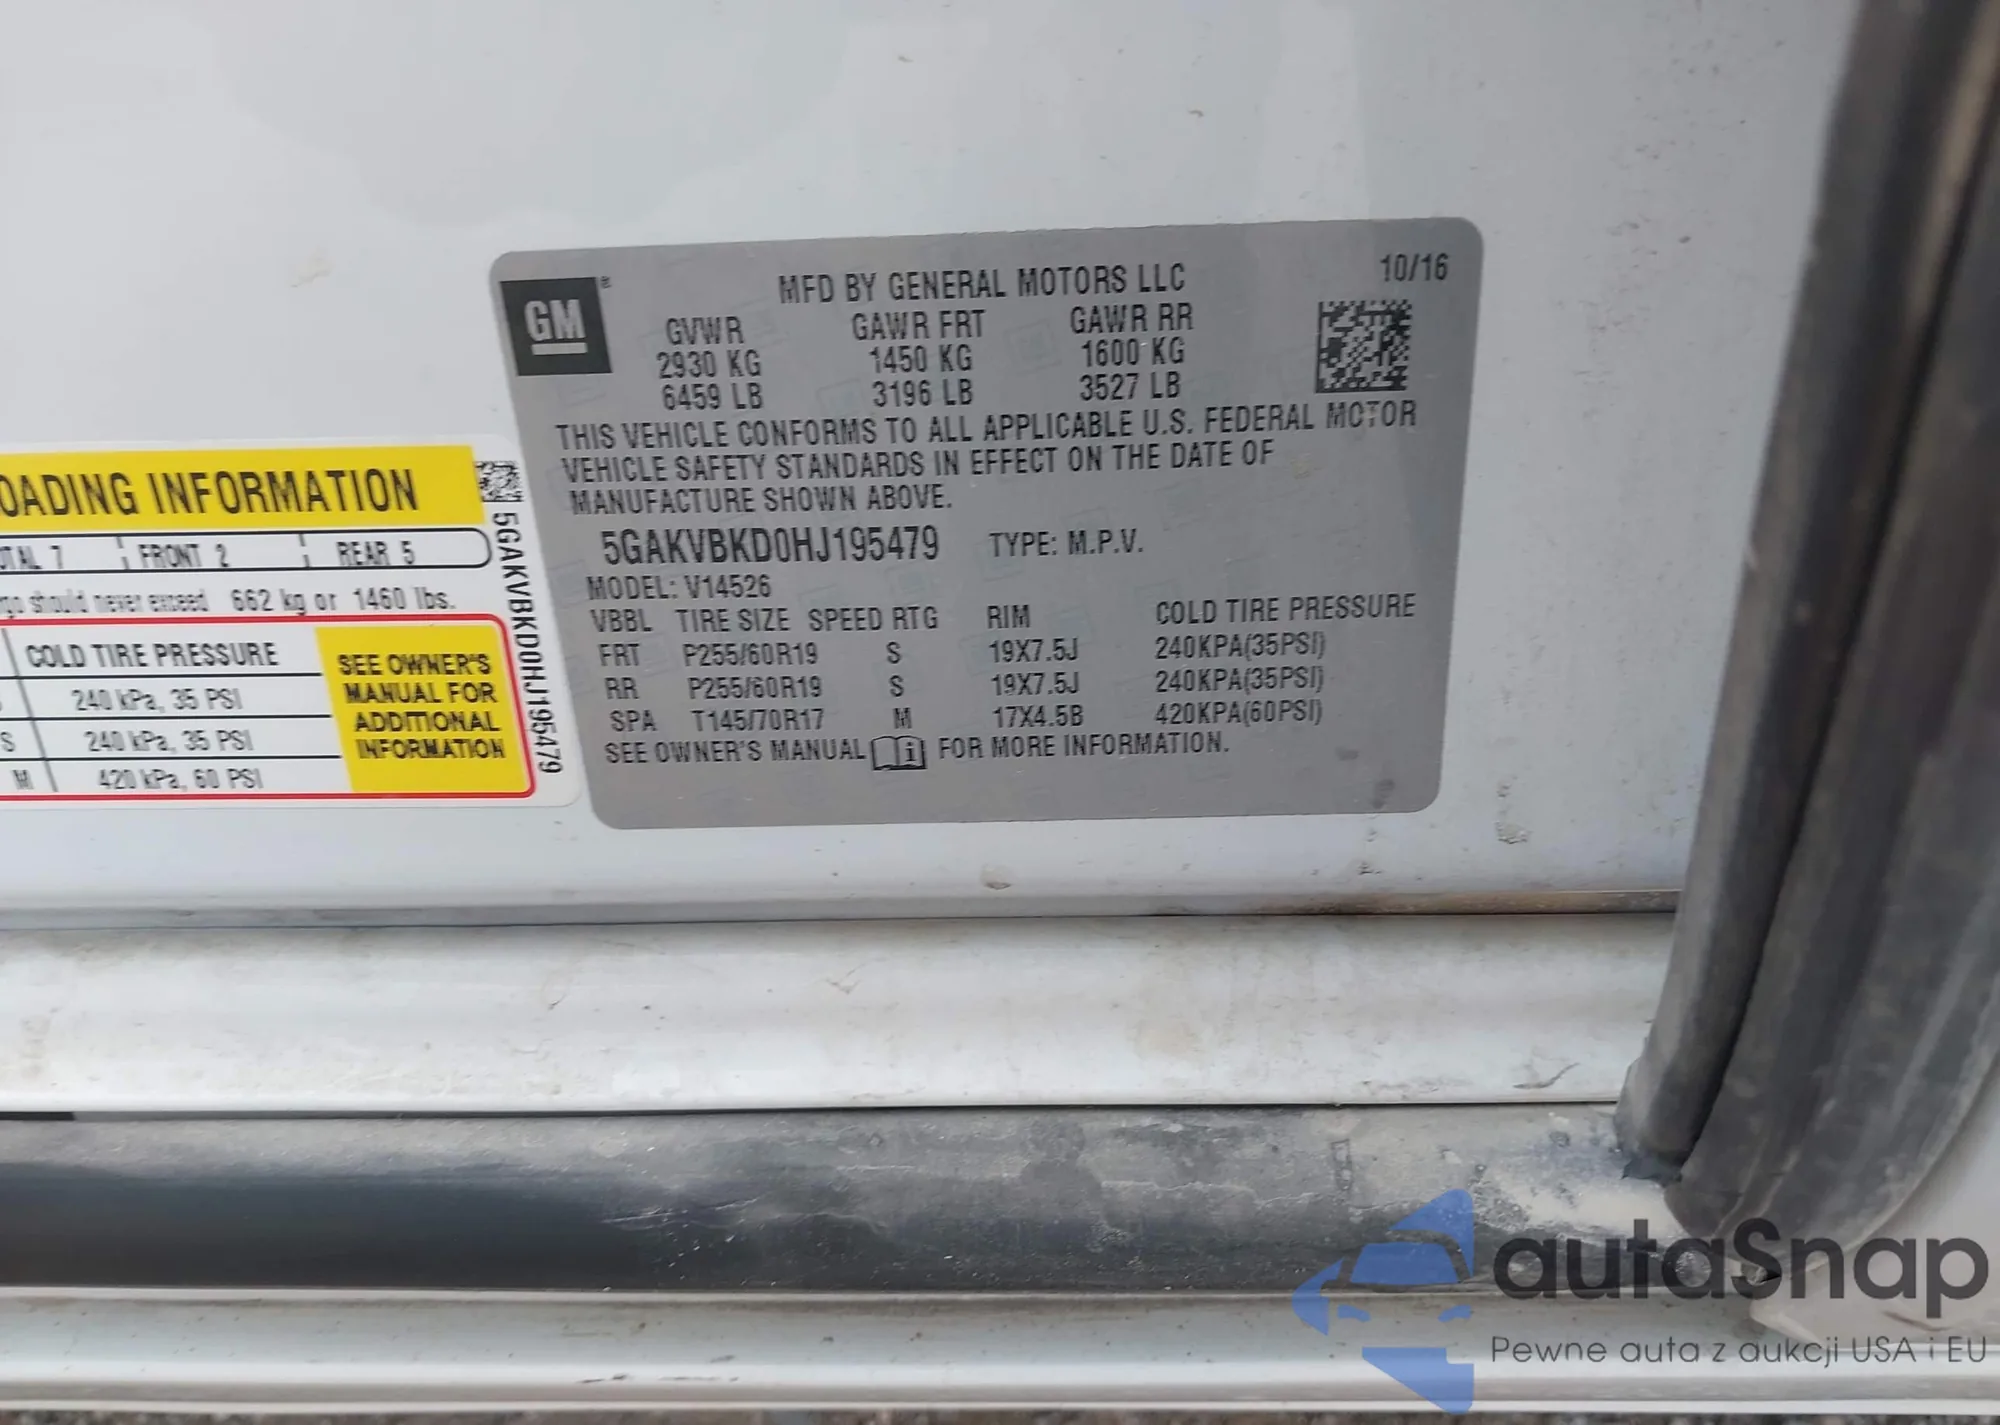 OADING INFORMATION
OTAL 7 FRONT 2 REAR 5
rgo should never exceed 662 kg or 1460 lbs.
COLD TIRE PRESSURE
240 kPa, 35 PSI
S 240 kPa, 35 PSI
M 420 kPa, 60 PSI
SEE OWNER'S
MANUAL FOR
ADDITIONAL
INFORMATION
5GAKVBKD0HJ195479
GM
MFD BY GENERAL MOTORS LLC 10/16
GVWR GAWR FRT GAWR RR
2930 KG 1450 KG 1600 KG
6459 LB 3196 LB 3527 LB
THIS VEHICLE CONFORMS TO ALL APPLICABLE U.S. FEDERAL MOTOR
VEHICLE SAFETY STANDARDS IN EFFECT ON THE DATE OF
MANUFACTURE SHOWN ABOVE.
5GAKVBKD0HJ195479 TYPE: M.P.V.
MODEL: V14526
VBBL TIRE SIZE SPEED RTG RIM COLD TIRE PRESSURE
FRT P255/60R19 S 19X7.5J 240KPA(35PSI)
RR P255/60R19 S 19X7.5J 240KPA(35PSI)
SPA T145/70R17 M 17X4.5B 420KPA(60PSI)
SEE OWNER'S MANUAL i FOR MORE INFORMATION.
autaSnap
Pewne auta z aukcji USA i EU